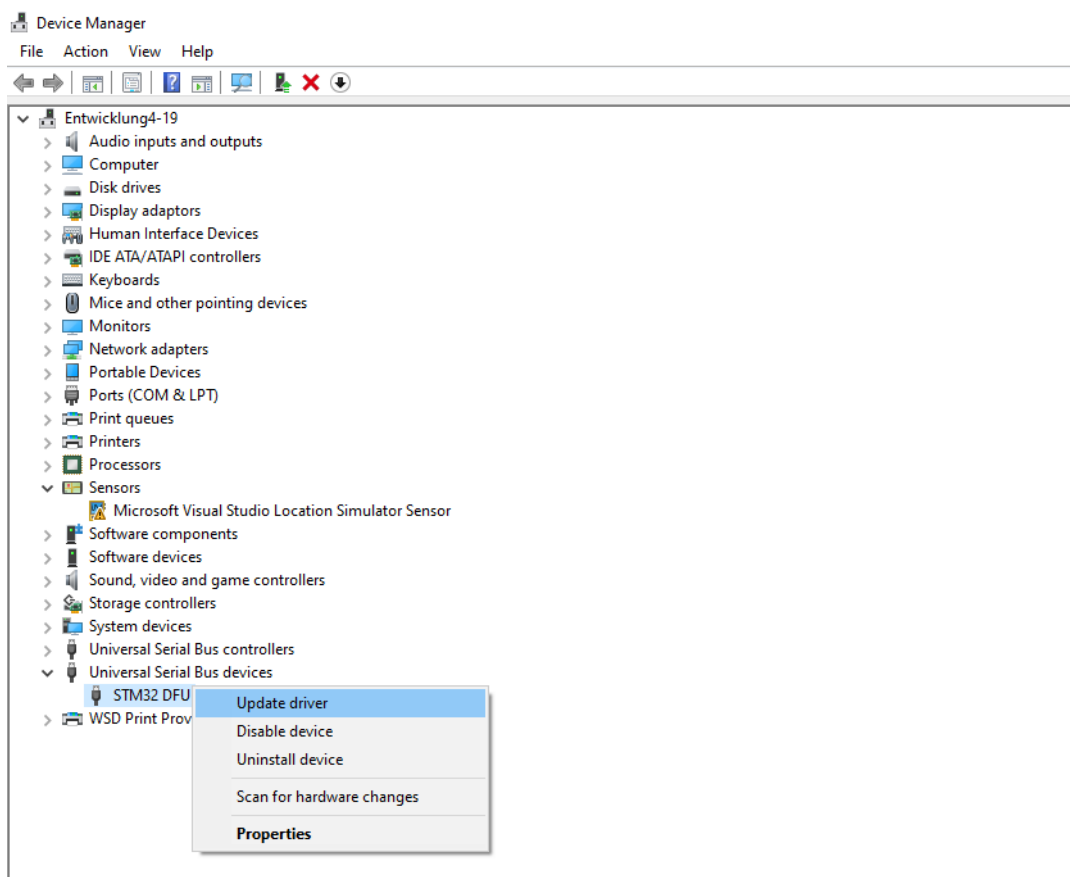 Device Manager
File Action View Help
Entwicklung4-19
Audio inputs and outputs
Computer
Disk drives
Display adaptors
Human Interface Devices
IDE ATA/ATAPI controllers
Keyboards
Mice and other pointing devices
Monitors
Network adapters
Portable Devices
Ports (COM & LPT)
Print queues
Printers
Processors
Sensors
Microsoft Visual Studio Location Simulator Sensor
Software components
Software devices
Sound, video and game controllers
Storage controllers
System devices
Universal Serial Bus controllers
Universal Serial Bus devices
STM32 DFU
WSD Print Prov
Update driver
Disable device
Uninstall device
Scan for hardware changes
Properties